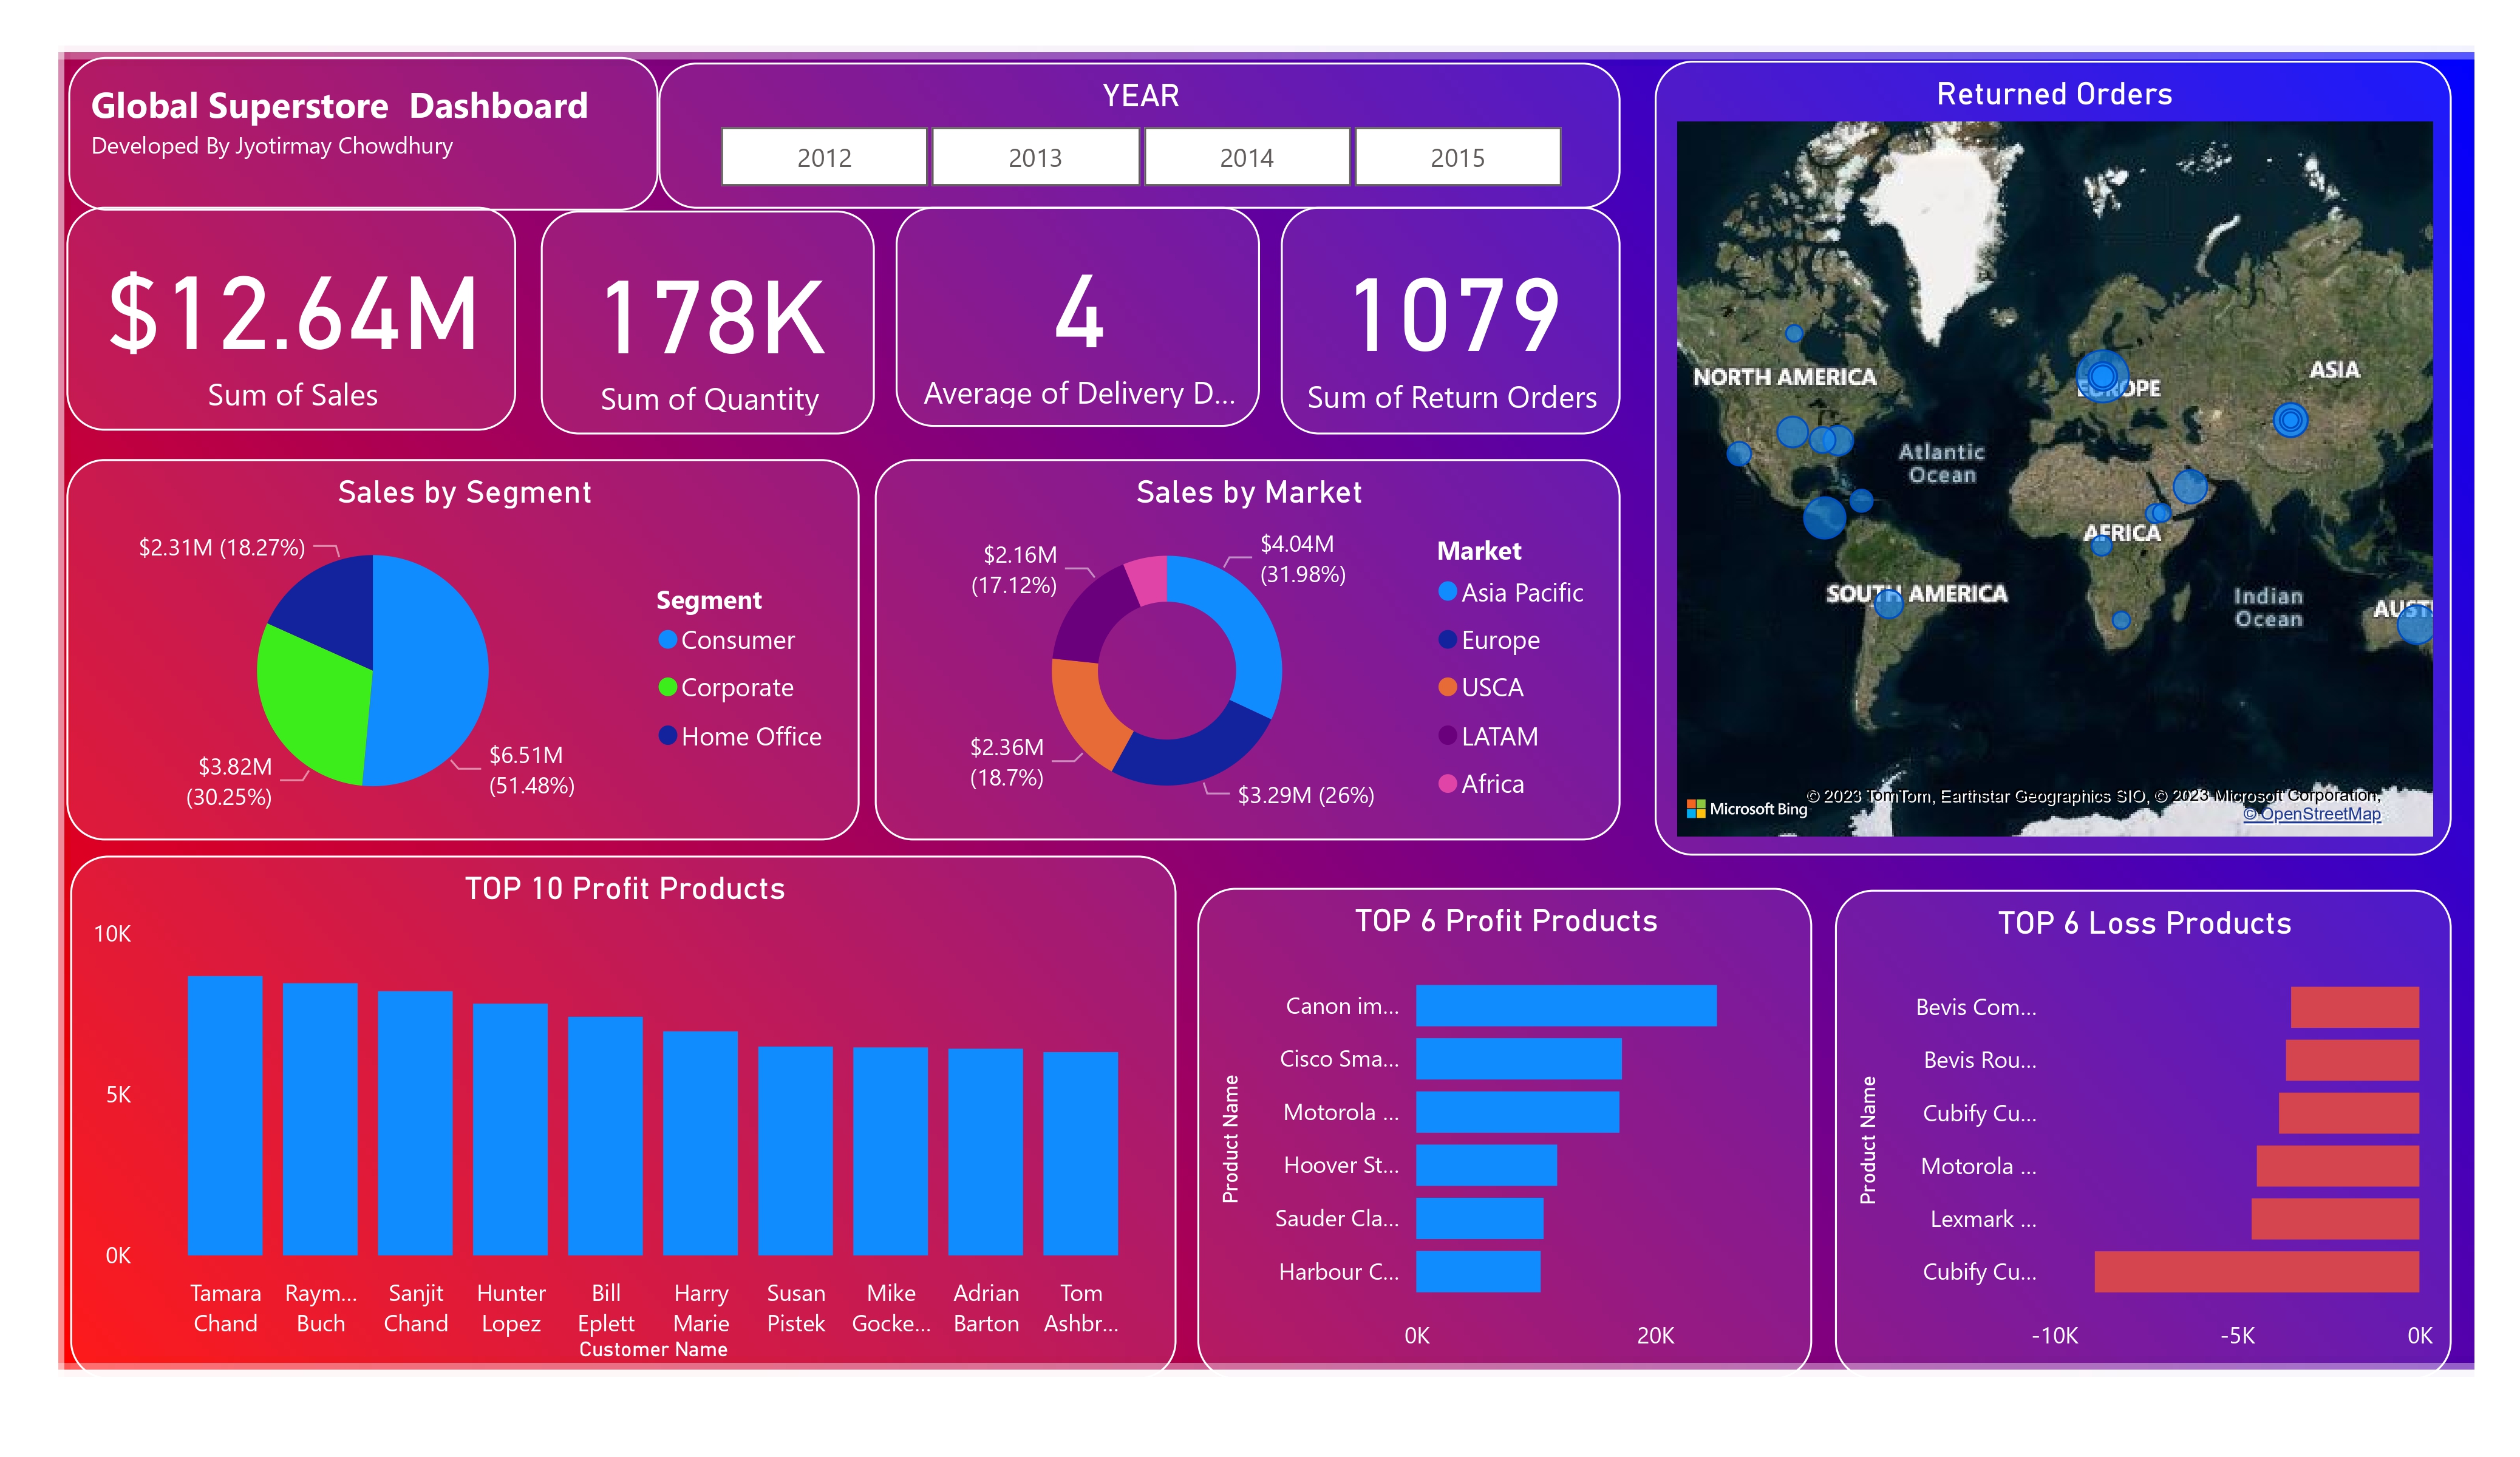 Global Superstore  Dashboard
Developed By Jyotirmay Chowdhury
YEAR
2012
2013
2014
2015
$12.64M
Sum of Sales
178K
Sum of Quantity
4
Average of Delivery D...
1079
Sum of Return Orders
Returned Orders
NORTH AMERICA
EUROPE
ASIA
Atlantic
Ocean
AFRICA
SOUTH AMERICA
Indian
Ocean
AUST
Microsoft Bing
© 2023 TomTom, Earthstar Geographics SIO, © 2023 Microsoft Corporation,
© OpenStreetMap
Sales by Segment
$2.31M (18.27%)
$3.82M
(30.25%)
$6.51M
(51.48%)
Segment
Consumer
Corporate
Home Office
Sales by Market
$2.16M
(17.12%)
$4.04M
(31.98%)
$2.36M
(18.7%)
$3.29M (26%)
Market
Asia Pacific
Europe
USCA
LATAM
Africa
TOP 10 Profit Products
10K
5K
0K
Tamara
Chand
Raym...
Buch
Sanjit
Chand
Hunter
Lopez
Bill
Eplett
Harry
Marie
Susan
Pistek
Mike
Gocke...
Adrian
Barton
Tom
Ashbr...
Customer Name
TOP 6 Profit Products
Product Name
Canon im...
Cisco Sma...
Motorola ...
Hoover St...
Sauder Cla...
Harbour C...
0K
20K
TOP 6 Loss Products
Product Name
Bevis Com...
Bevis Rou...
Cubify Cu...
Motorola ...
Lexmark ...
Cubify Cu...
-10K
-5K
0K